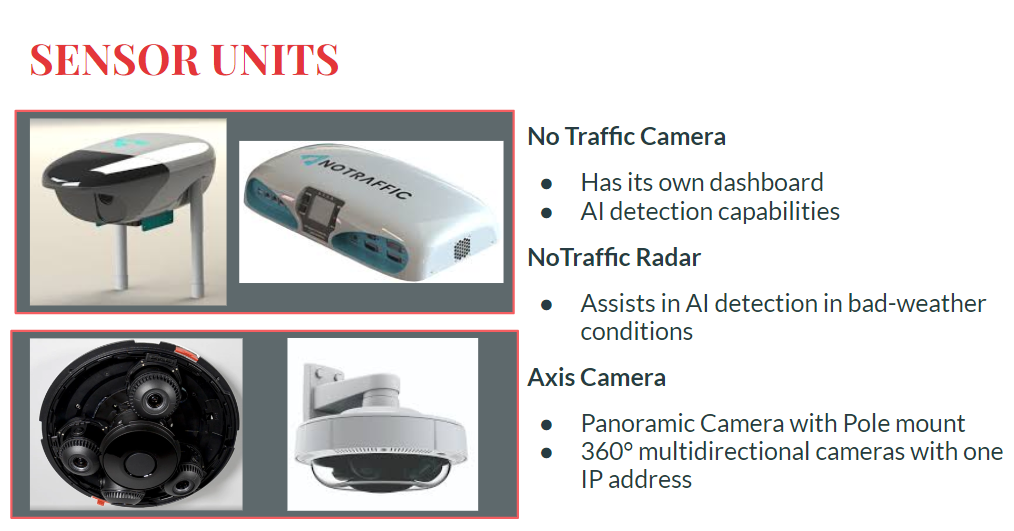 SENSOR UNITS
NOTRAFFIC
No Traffic Camera
● Has its own dashboard
● AI detection capabilities
NoTraffic Radar
● Assists in AI detection in bad-weather
conditions
Axis Camera
● Panoramic Camera with Pole mount
● 360° multidirectional cameras with one
IP address